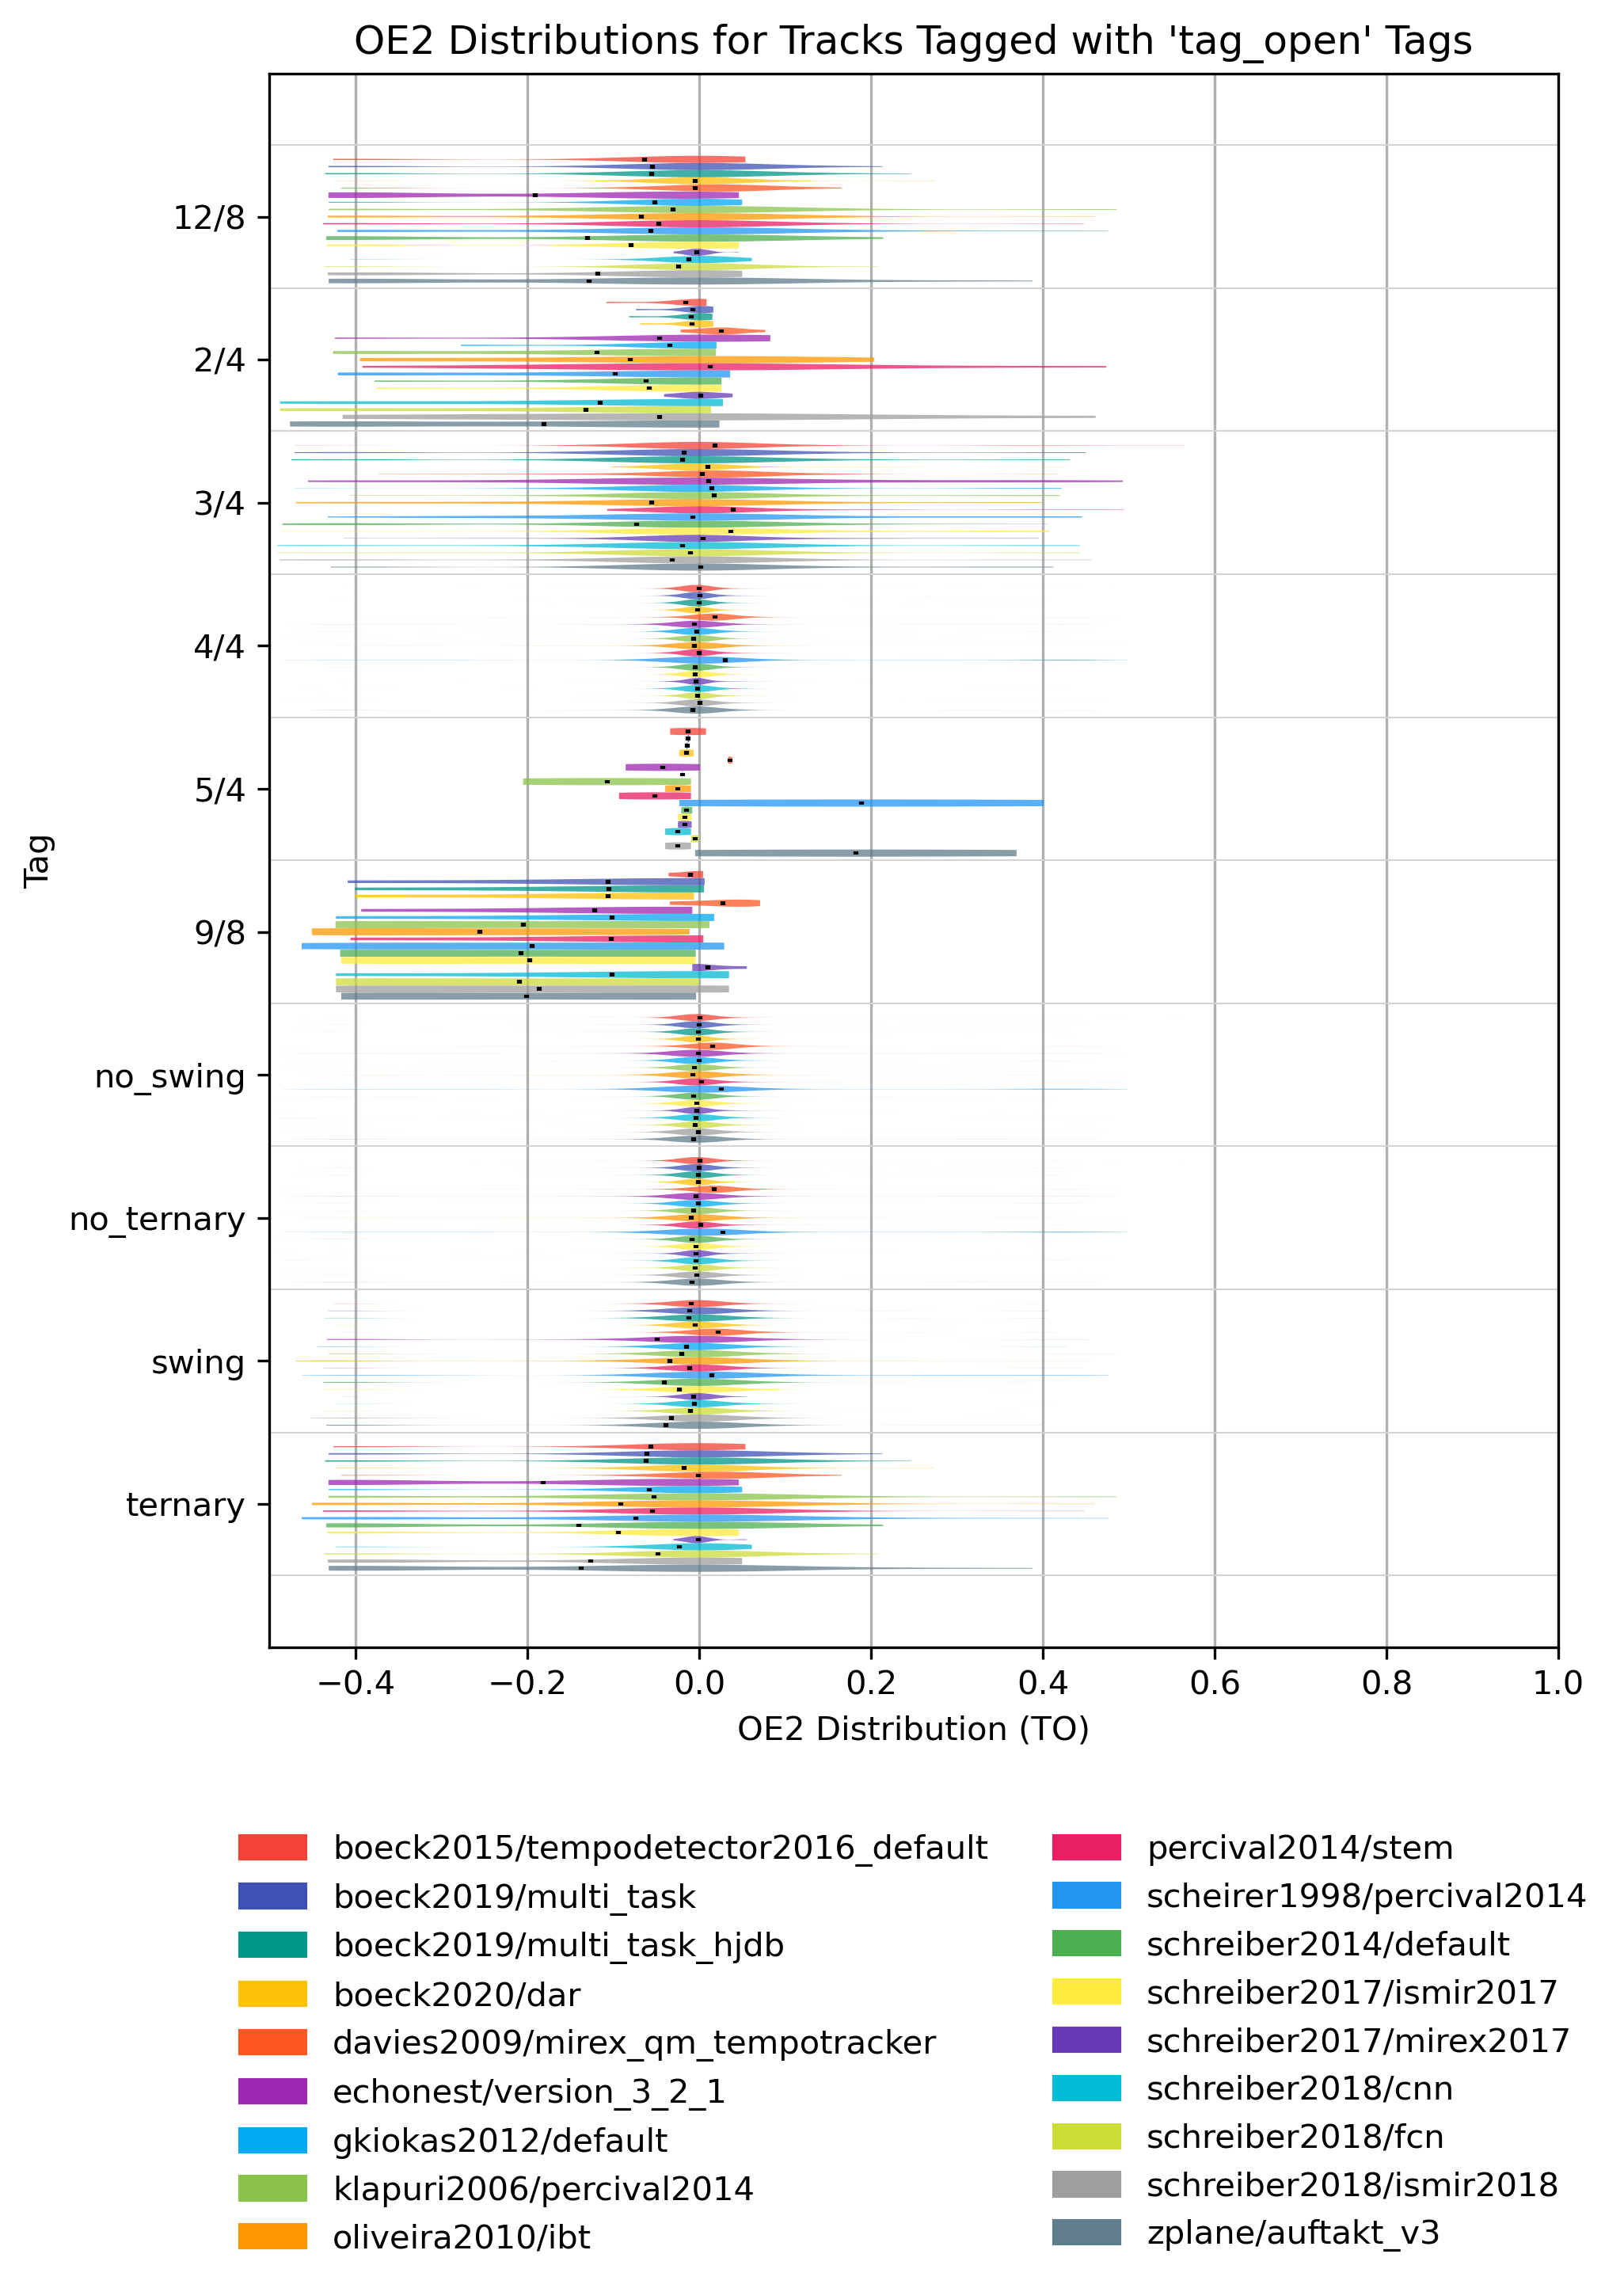 OE2 Distributions for Tracks Tagged with 'tag_open' Tags
12/8
2/4
3/4
4/4
5/4
9/8
no_swing
no_ternary
swing
ternary
Tag
−0.4 −0.2 0.0 0.2 0.4 0.6 0.8 1.0
OE2 Distribution (TO)
boeck2015/tempodetector2016_default
boeck2019/multi_task
boeck2019/multi_task_hjdb
boeck2020/dar
davies2009/mirex_qm_tempotracker
echonest/version_3_2_1
gkiokas2012/default
klapuri2006/percival2014
oliveira2010/ibt
percival2014/stem
scheirer1998/percival2014
schreiber2014/default
schreiber2017/ismir2017
schreiber2017/mirex2017
schreiber2018/cnn
schreiber2018/fcn
schreiber2018/ismir2018
zplane/auftakt_v3